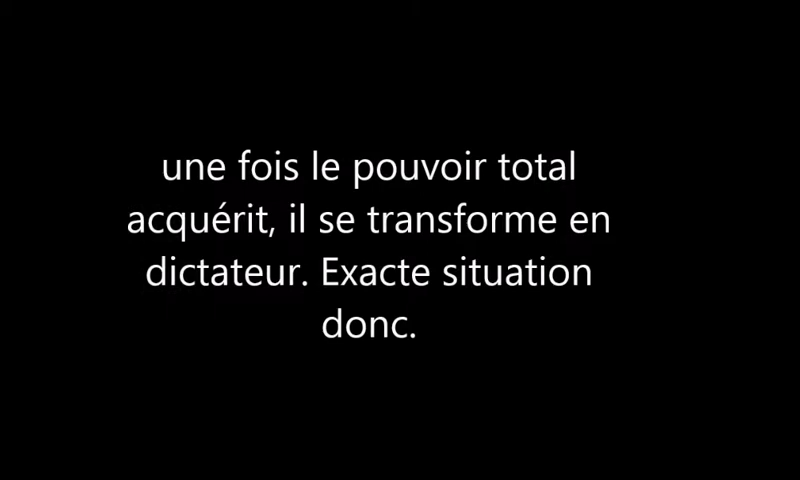 une fois le pouvoir total
acquérit, il se transforme en
dictateur. Exacte situation
donc.